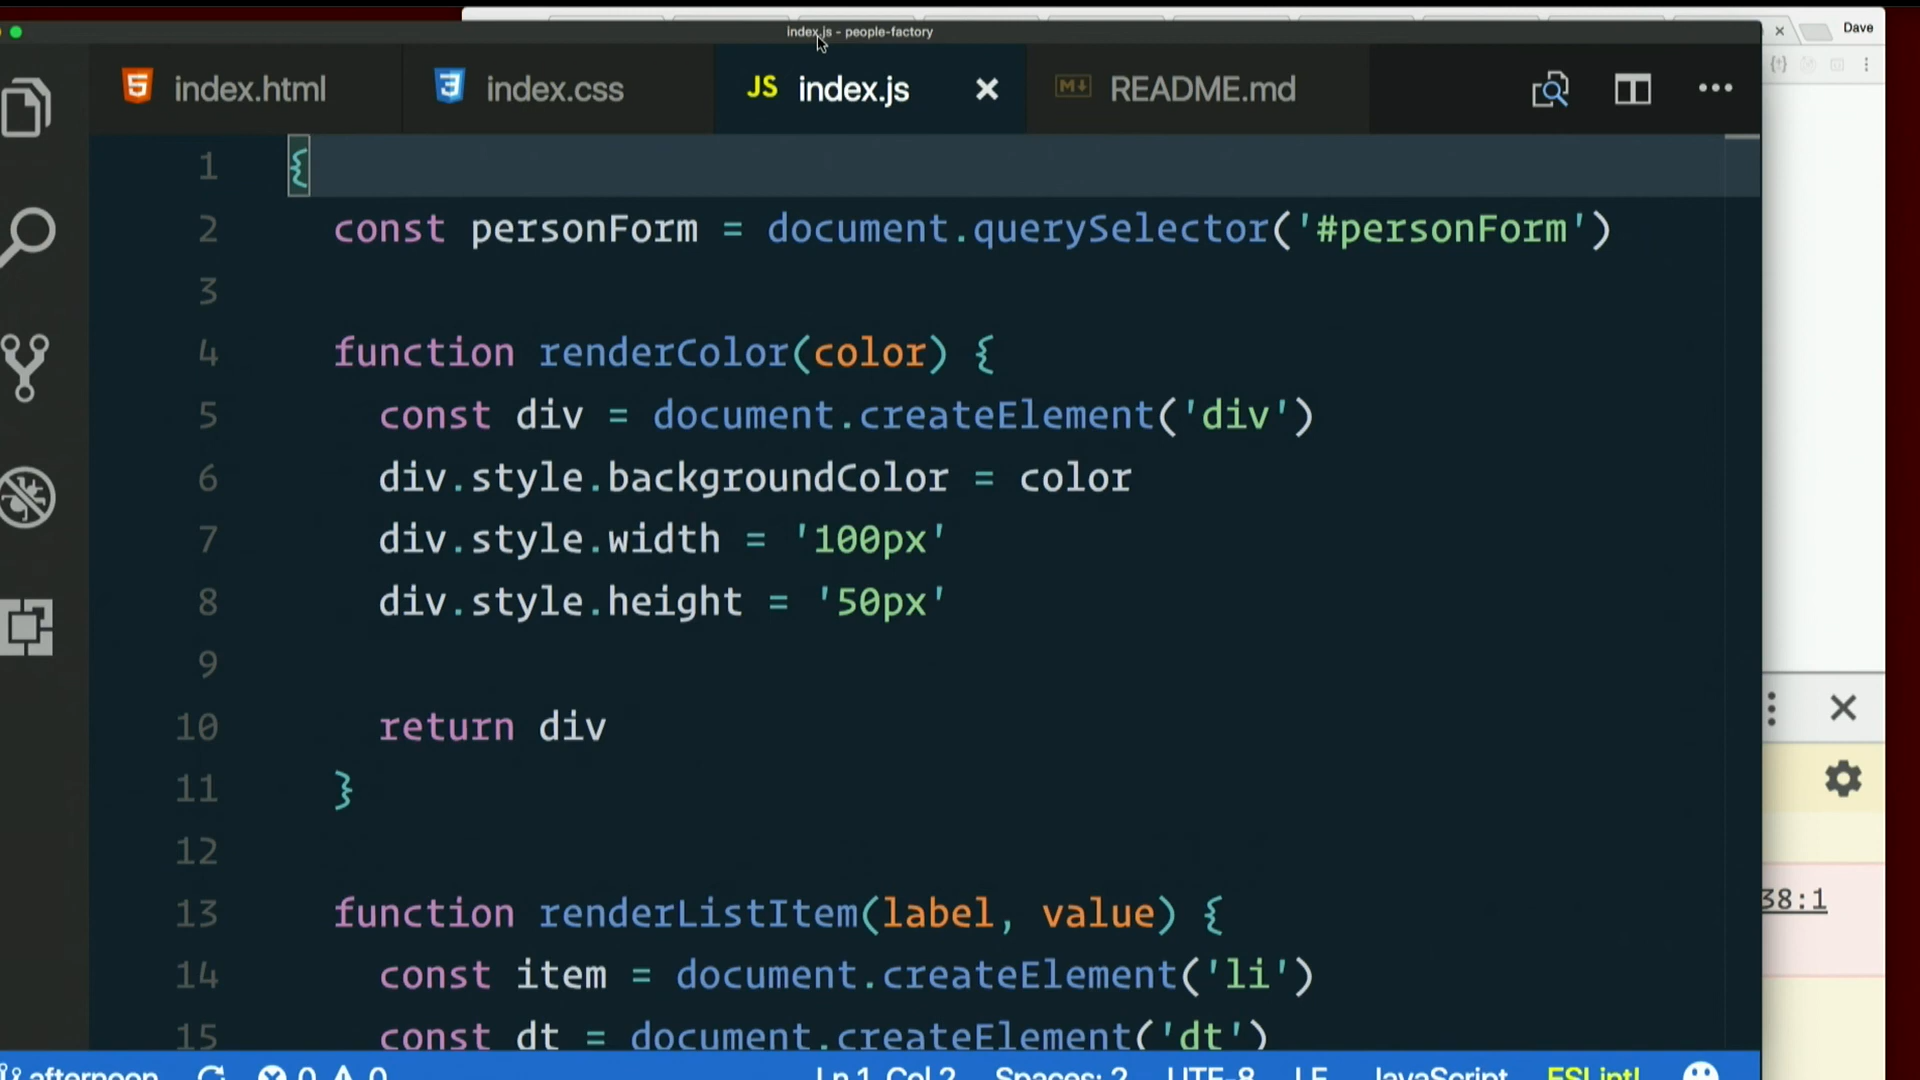 index.js - people-factory
Dave
index.html
index.css
JS index.js
README.md
1 {
2 const personForm = document.querySelector('#personForm')
3
4 function renderColor(color) {
5 const div = document.createElement('div')
6 div.style.backgroundColor = color
7 div.style.width = '100px'
8 div.style.height = '50px'
9
10 return div
11 }
12
13 function renderListItem(label, value) {
14 const item = document.createElement('li')
15 const dt = document.createElement('dt')
38:1
afternoon 0 0 Ln 1, Col 2 Spaces: 2 UTF-8 LF JavaScript ESLint!